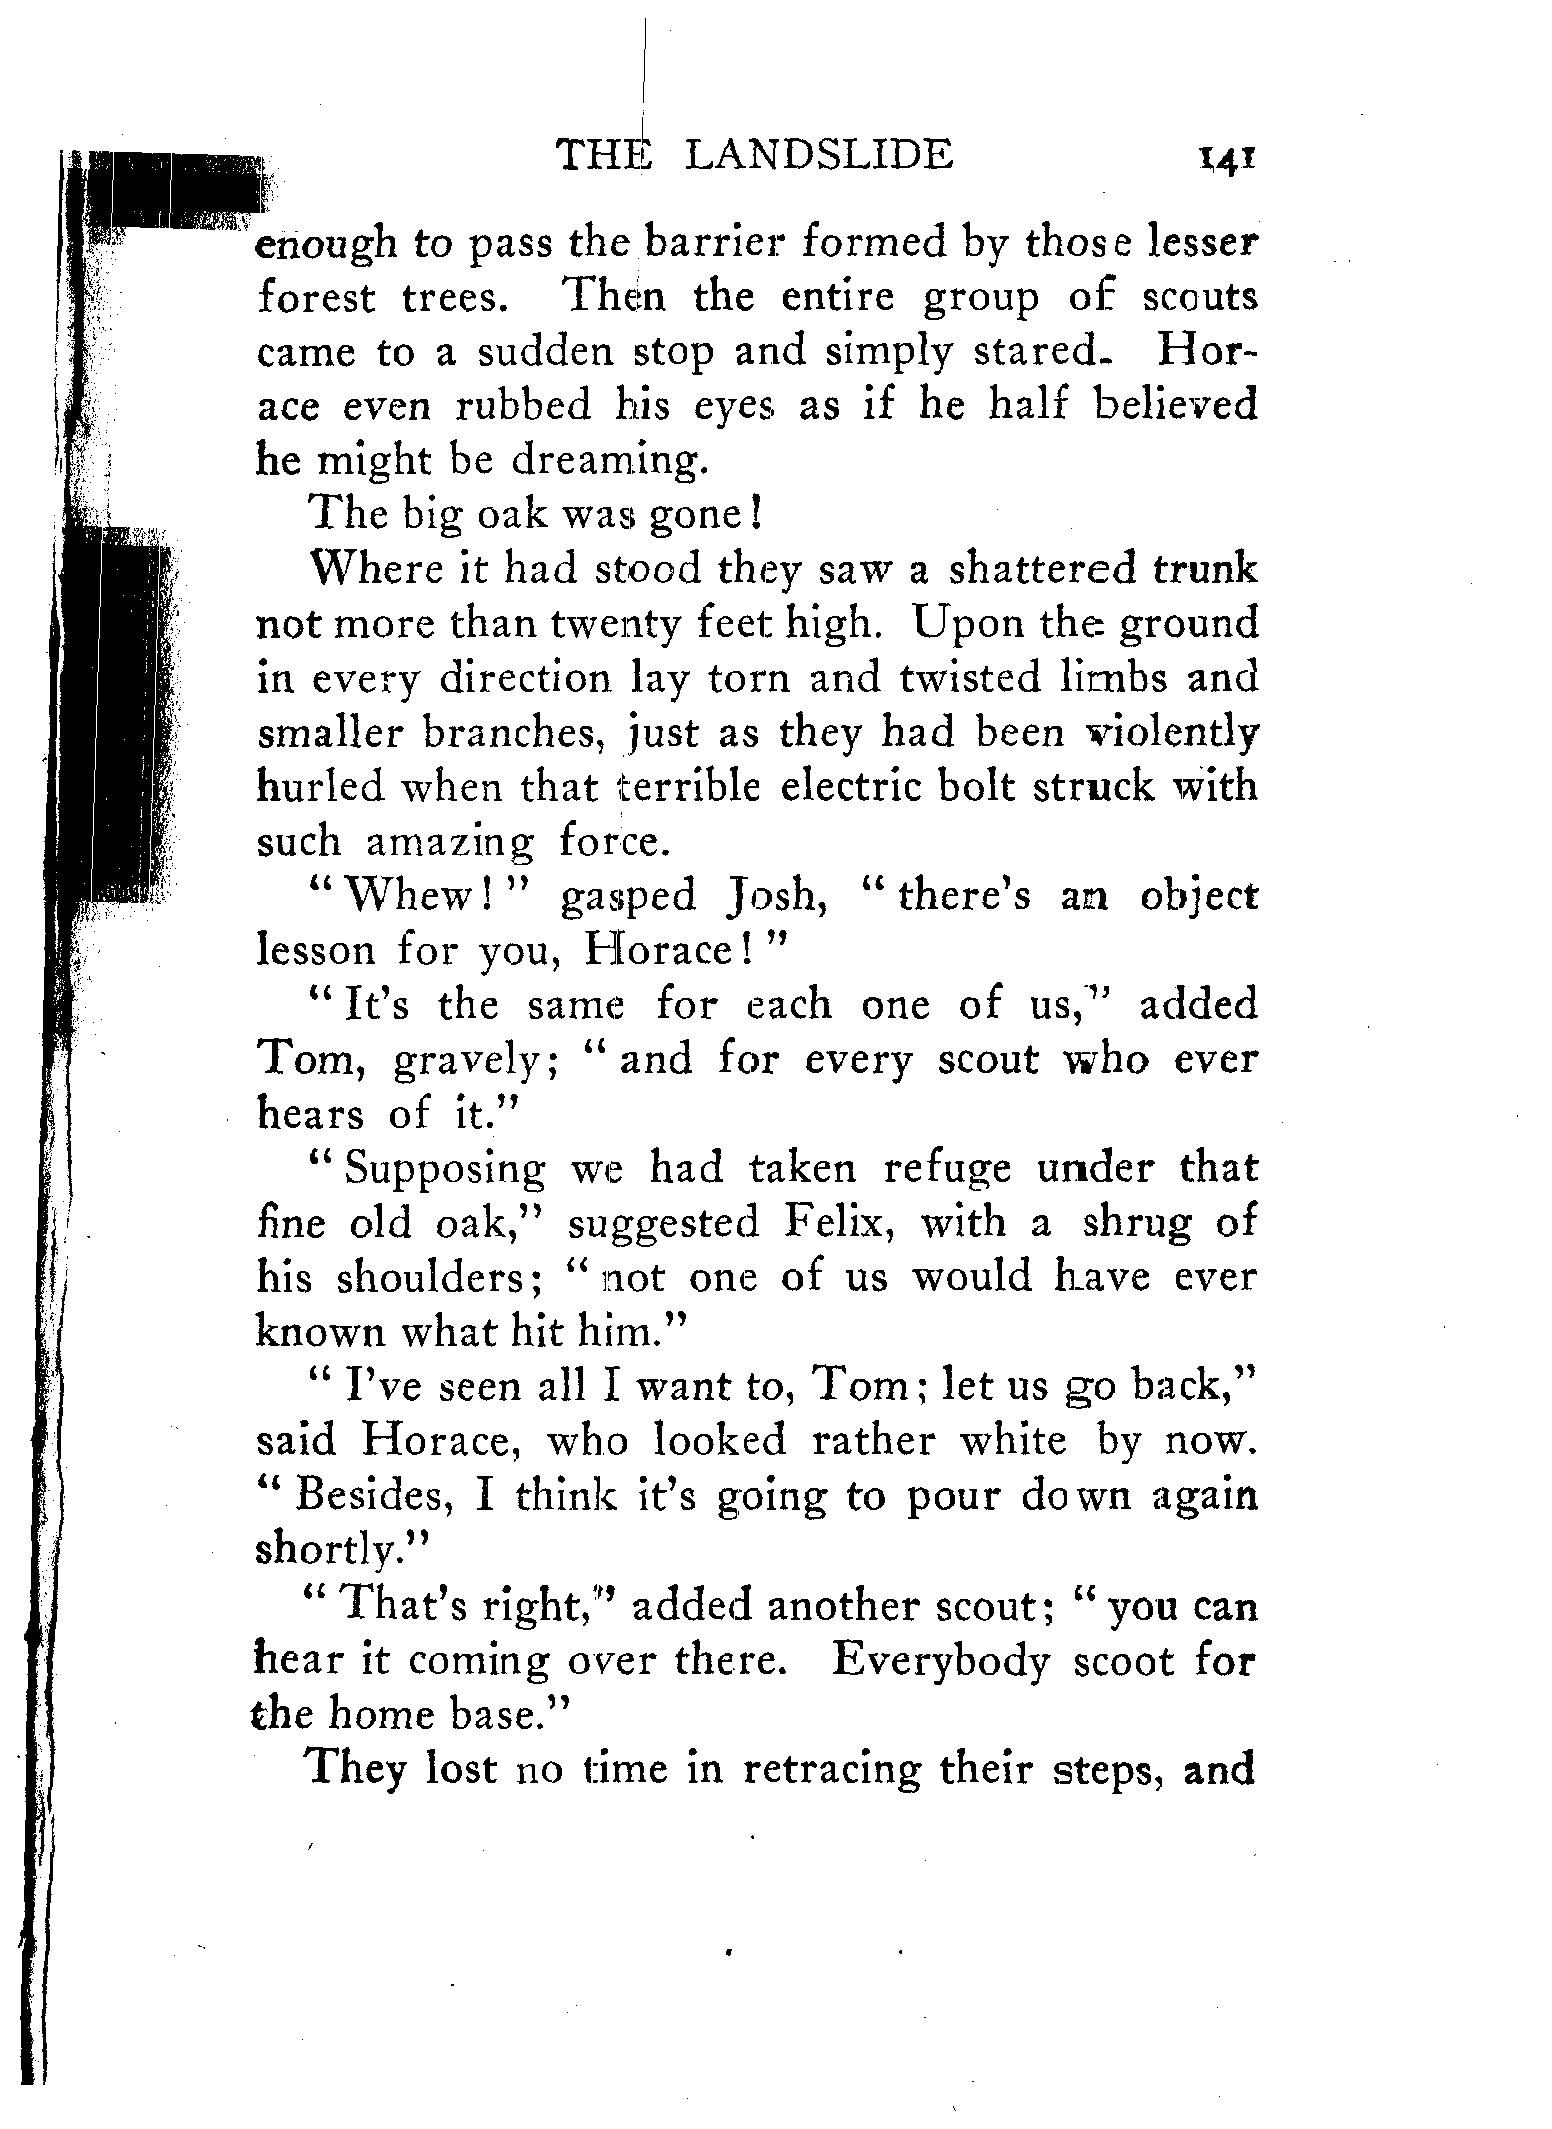 THE LANDSLIDE 141
enough to pass the barrier formed by those lesser
forest trees. Then the entire group of scouts
came to a sudden stop and simply stared. Hor-
ace even rubbed his eyes as if he half believed
he might be dreaming.
The big oak was gone!
Where it had stood they saw a shattered trunk
not more than twenty feet high. Upon the ground
in every direction lay torn and twisted limbs and
smaller branches, just as they had been violently
hurled when that terrible electric bolt struck with
such amazing force.
"Whew!" gasped Josh, "there's an object
lesson for you, Horace!"
"It's the same for each one of us," added
Tom, gravely; "and for every scout who ever
hears of it."
"Supposing we had taken refuge under that
fine old oak," suggested Felix, with a shrug of
his shoulders; "not one of us would have ever
known what hit him."
"I've seen all I want to, Tom; let us go back,"
said Horace, who looked rather white by now.
"Besides, I think it's going to pour down again
shortly."
"That's right," added another scout; "you can
hear it coming over there. Everybody scoot for
the home base."
They lost no time in retracing their steps, and